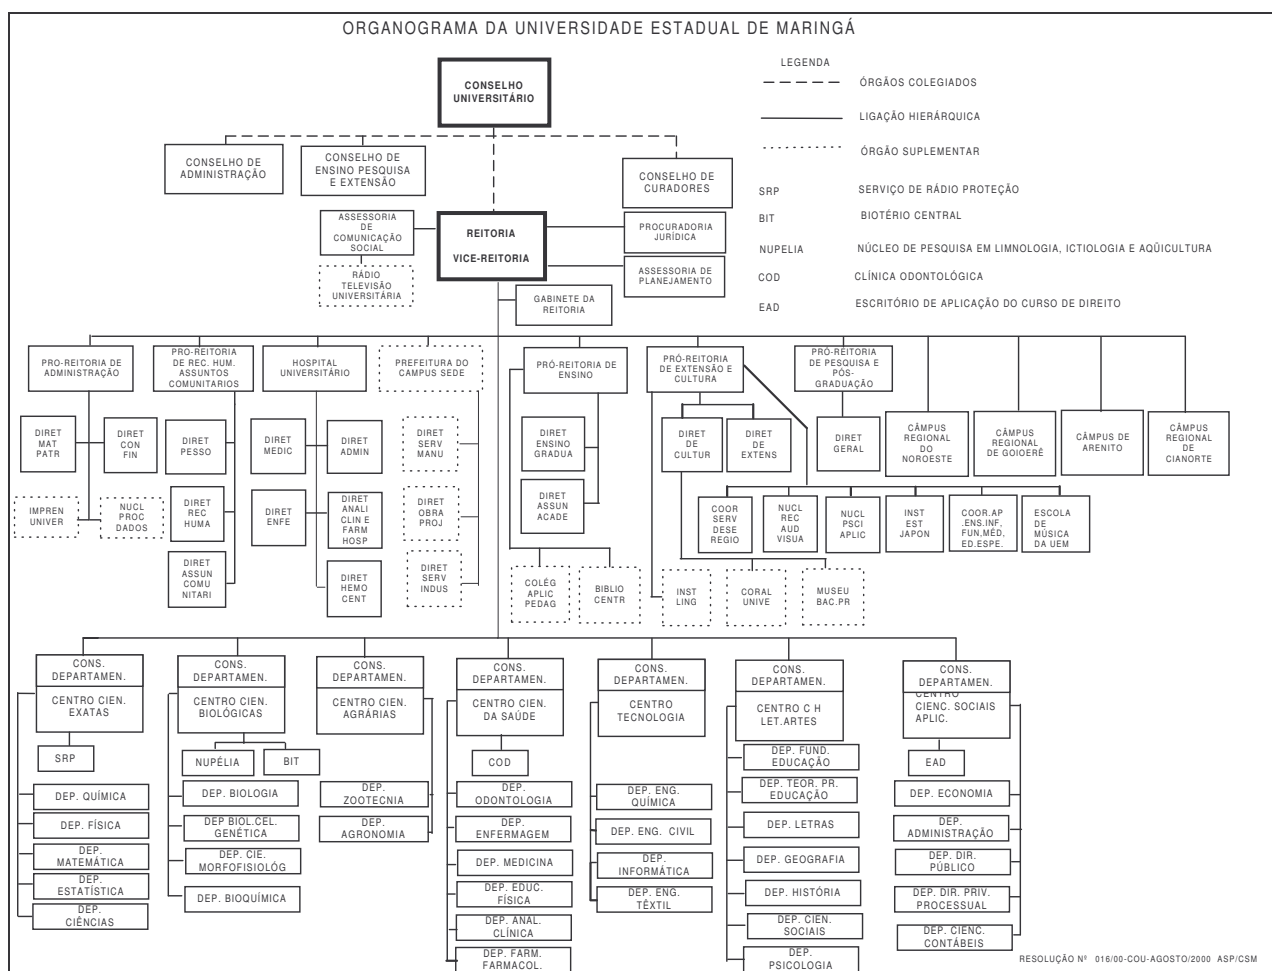 ORGANOGRAMA DA UNIVERSIDADE ESTADUAL DE MARINGÁ
CONSELHO
UNIVERSITÁRIO
LEGENDA
ÓRGÃOS COLEGIADOS
LIGAÇÃO HIERÁRQUICA
ÓRGÃO SUPLEMENTAR
SRP SERVIÇO DE RÁDIO PROTEÇÃO
BIT BIOTÉRIO CENTRAL
NUPELIA NÚCLEO DE PESQUISA EM LIMNOLOGIA, ICTIOLOGIA E AQÜICULTURA
COD CLÍNICA ODONTOLÓGICA
EAD ESCRITÓRIO DE APLICAÇÃO DO CURSO DE DIREITO
CONSELHO DE
ADMINISTRAÇÃO
CONSELHO DE
ENSINO PESQUISA
E EXTENSÃO
CONSELHO DE
CURADORES
ASSESSORIA
DE
COMUNICAÇÃO
SOCIAL
RÁDIO
TELEVISÃO
UNIVERSITÁRIA
REITORIA
VICE-REITORIA
PROCURADORIA
JURÍDICA
ASSESSORIA DE
PLANEJAMENTO
GABINETE DA
REITORIA
PRO-REITORIA DE
ADMINISTRAÇÃO
PRO-REITORIA
DE REC. HUM.
ASSUNTOS
COMUNITARIOS
HOSPITAL
UNIVERSITÁRIO
PREFEITURA DO
CAMPUS SEDE
PRÓ-REITORIA DE
ENSINO
PRÓ-REITORIA
DE EXTENSÃO E
CULTURA
PRÓ-REITORIA
DE PESQUISA E
PÓS-
GRADUAÇÃO
DIRET
MAT
PATR
DIRET
CON
FIN
DIRET
PESSO
DIRET
MEDIC
DIRET
ADMIN
DIRET
SERV
MANU
DIRET
ENSINO
GRADUA
DIRET
DE
CULTUR
DIRET
DE
EXTENS
DIRET
GERAL
CÂMPUS
REGIONAL
DO
NOROESTE
CÂMPUS
REGIONAL
DE GOIOERÊ
CÂMPUS DE
ARENITO
CÂMPUS
REGIONAL
DE
CIANORTE
IMPREN
UNIVER
NUCL
PROC
DADOS
DIRET
REC
HUMA
DIRET
ENFE
DIRET
ANALI
CLIN E
FARM
HOSP
DIRET
OBRA
PROJ
DIRET
ASSUN
ACADE
COOR
SERV
DESE
REGIO
NUCL
REC
AUD
VISUA
NUCL
PSCI
APLIC
INST
EST
JAPON
COOR.AP
.ENS.INF,
FUN,MÉD,
ED.ESPE.
ESCOLA
DE
MÚSICA
DA UEM
DIRET
ASSUN
COMU
NITARI
DIRET
HEMO
CENT
DIRET
SERV
INDUS
COLÉG
APLIC
PEDAG
BIBLIO
CENTR
INST
LING
CORAL
UNIVE
MUSEU
BAC.PR
CONS.
DEPARTAMEN.
CENTRO CIEN.
EXATAS
SRP
DEP. QUÍMICA
DEP. FÍSICA
DEP.
MATEMÁTICA
DEP.
ESTATÍSTICA
DEP.
CIÊNCIAS
CONS.
DEPARTAMEN.
CENTRO CIEN.
BIOLÓGICAS
NUPÉLIA
BIT
DEP. BIOLOGIA
DEP BIOL.CEL.
GENÉTICA
DEP. CIE.
MORFOFISIOLÓG
DEP. BIOQUÍMICA
CONS.
DEPARTAMEN.
CENTRO CIEN.
AGRÁRIAS
DEP.
ZOOTECNIA
DEP.
AGRONOMIA
CONS.
DEPARTAMEN.
CENTRO CIEN.
DA SAÚDE
COD
DEP.
ODONTOLOGIA
DEP.
ENFERMAGEM
DEP. MEDICINA
DEP. EDUC.
FÍSICA
DEP. ANAL.
CLÍNICA
DEP. FARM.
FARMACOL.
CONS.
DEPARTAMEN.
CENTRO
TECNOLOGIA
DEP. ENG.
QUÍMICA
DEP. ENG. CIVIL
DEP.
INFORMÁTICA
DEP. ENG.
TÊXTIL
CONS.
DEPARTAMEN.
CENTRO C H
LET.ARTES
DEP. FUND.
EDUCAÇÃO
DEP. TEOR. PR.
EDUCAÇÃO
DEP. LETRAS
DEP. GEOGRAFIA
DEP. HISTÓRIA
DEP. CIEN.
SOCIAIS
DEP.
PSICOLOGIA
CONS.
DEPARTAMEN.
CENTRO
CIENC. SOCIAIS
APLIC.
EAD
DEP. ECONOMIA
DEP.
ADMINISTRAÇÃO
DEP. DIR.
PÚBLICO
DEP. DIR. PRIV.
PROCESSUAL
DEP. CIENC.
CONTÁBEIS
RESOLUÇÃO Nº 016/00-COU-AGOSTO/2000 ASP/CSM